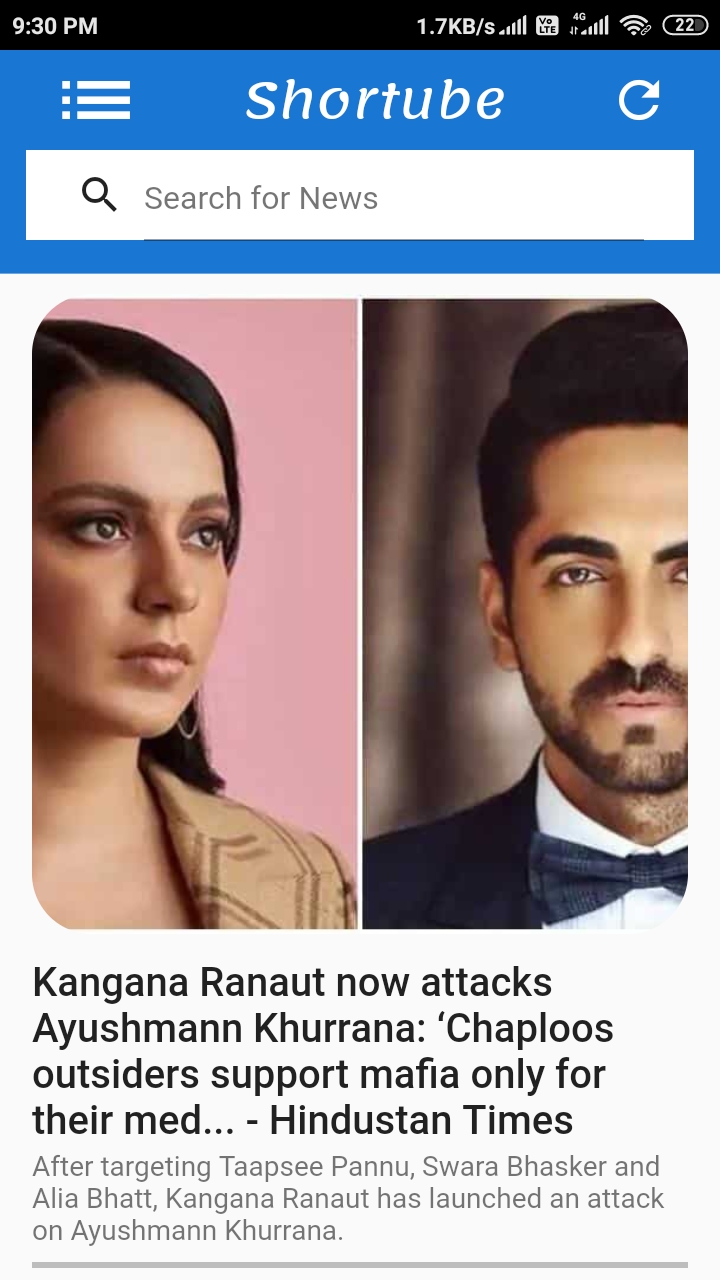 9:30 PM 1.7KB/s Vo LTE 4G 22
Shortube
Search for News
Kangana Ranaut now attacks
Ayushmann Khurrana: ‘Chaploos
outsiders support mafia only for
their med... - Hindustan Times
After targeting Taapsee Pannu, Swara Bhasker and
Alia Bhatt, Kangana Ranaut has launched an attack
on Ayushmann Khurrana.